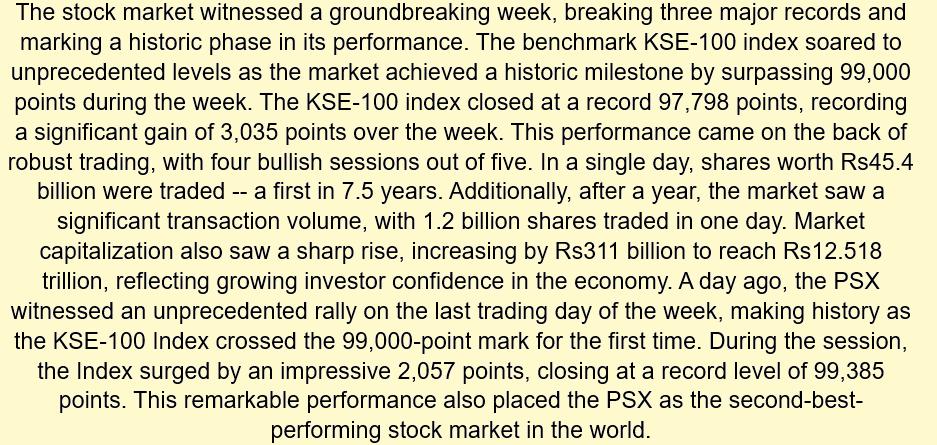 The stock market witnessed a groundbreaking week, breaking three major records and
marking a historic phase in its performance. The benchmark KSE-100 index soared to
unprecedented levels as the market achieved a historic milestone by surpassing 99,000
points during the week. The KSE-100 index closed at a record 97,798 points, recording
a significant gain of 3,035 points over the week. This performance came on the back of
robust trading, with four bullish sessions out of five. In a single day, shares worth Rs45.4
billion were traded -- a first in 7.5 years. Additionally, after a year, the market saw a
significant transaction volume, with 1.2 billion shares traded in one day. Market
capitalization also saw a sharp rise, increasing by Rs311 billion to reach Rs12.518
trillion, reflecting growing investor confidence in the economy. A day ago, the PSX
witnessed an unprecedented rally on the last trading day of the week, making history as
the KSE-100 Index crossed the 99,000-point mark for the first time. During the session,
the Index surged by an impressive 2,057 points, closing at a record level of 99,385
points. This remarkable performance also placed the PSX as the second-best-
performing stock market in the world.